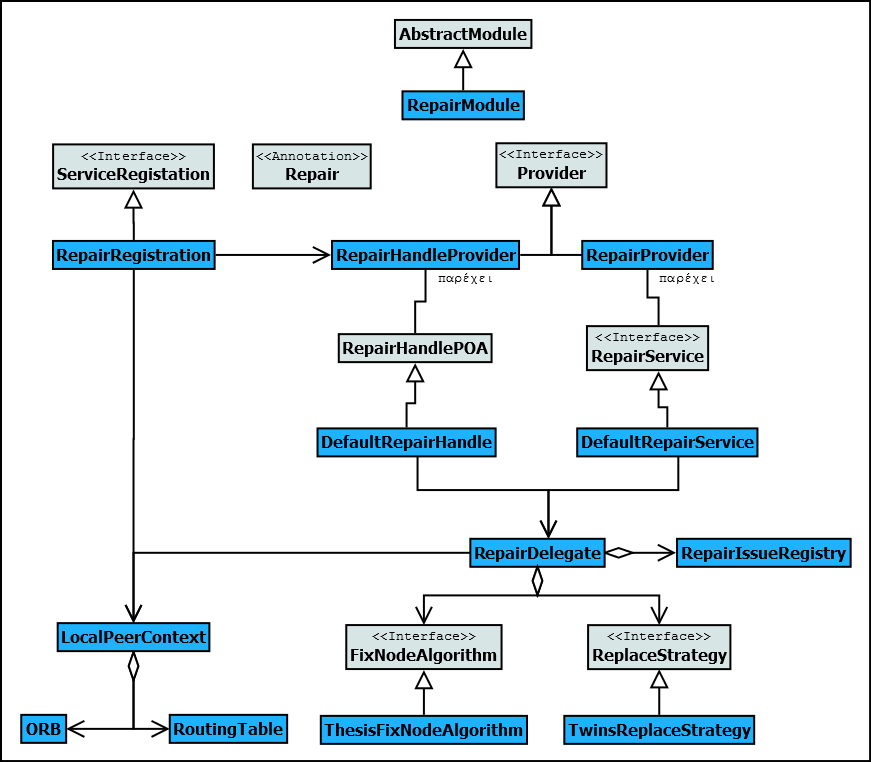 AbstractModule
RepairModule
<<Interface>>
ServiceRegistation
<<Annotation>>
Repair
<<Interface>>
Provider
RepairRegistration
RepairHandleProvider
RepairProvider
παρέχει
παρέχει
RepairHandlePOA
<<Interface>>
RepairService
DefaultRepairHandle
DefaultRepairService
RepairDelegate
RepairIssueRegistry
LocalPeerContext
<<Interface>>
FixNodeAlgorithm
<<Interface>>
ReplaceStrategy
ORB
RoutingTable
ThesisFixNodeAlgorithm
TwinsReplaceStrategy